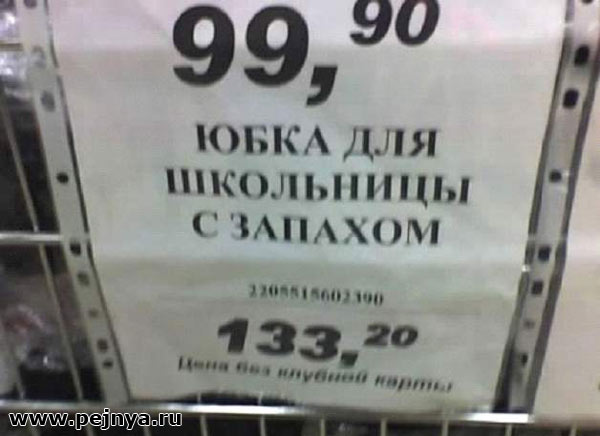 99,90
ЮБКА ДЛЯ
ШКОЛЬНИЦЫ
С ЗАПАХОМ
2205515602390
133,20
Цена без клубной карты
www.pejnya.ru